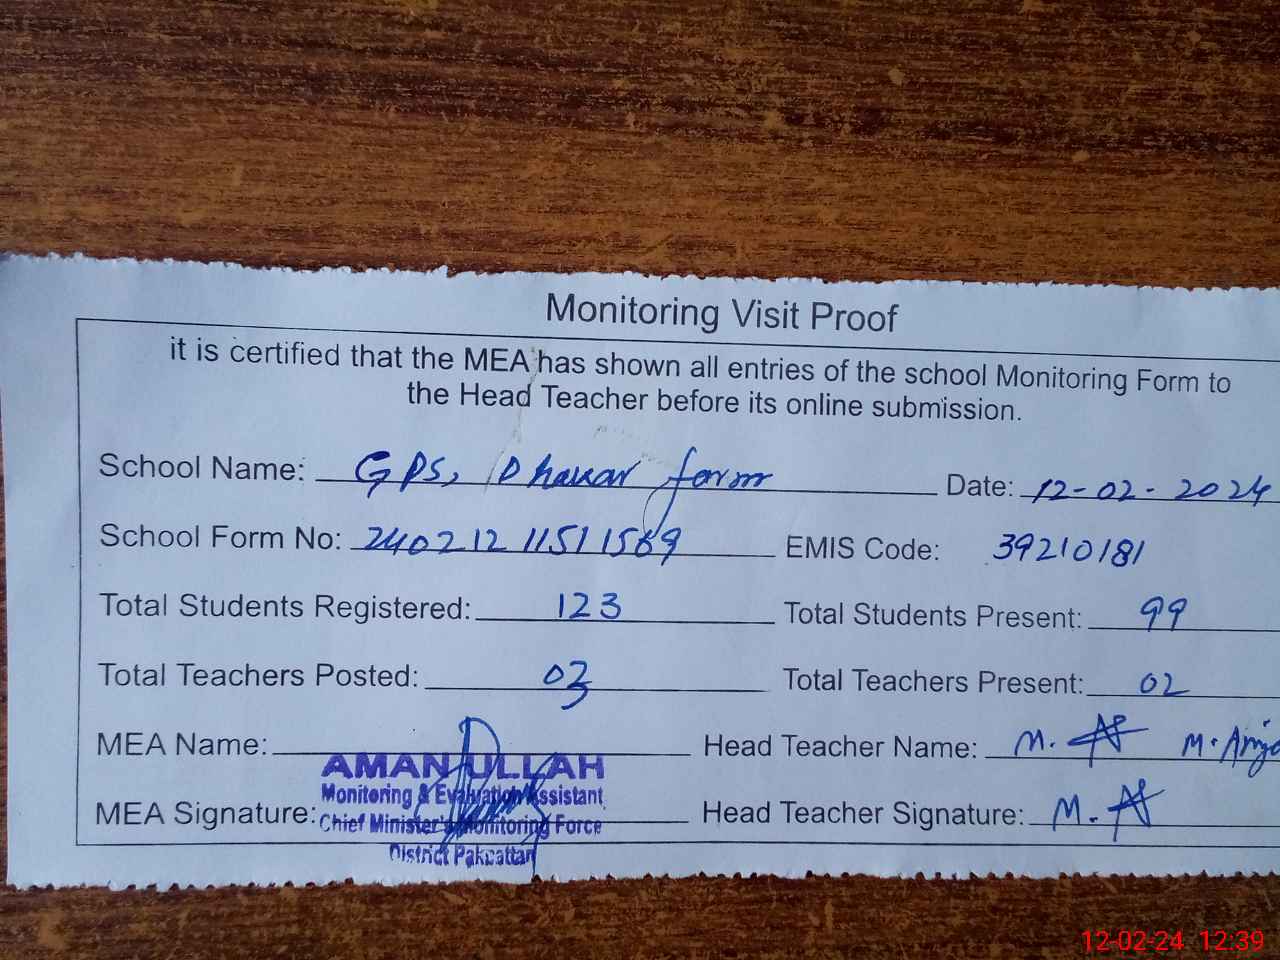 Monitoring Visit Proof
it is certified that the MEA has shown all entries of the school Monitoring Form to
the Head Teacher before its online submission.
School Name: GPS, Dhakar farm Date: 12-02-2024
School Form No: 2402121151 1569 EMIS Code: 39210181
Total Students Registered: 123 Total Students Present: 99
Total Teachers Posted: 03 Total Teachers Present: 02
MEA Name: Head Teacher Name: M. M.
AMANULLAH
Monitoring & Evaluation Assistant
MEA Signature: Chief Minister's Monitoring Force Head Teacher Signature: M.
District Pakpattan
12-02-24 12:39